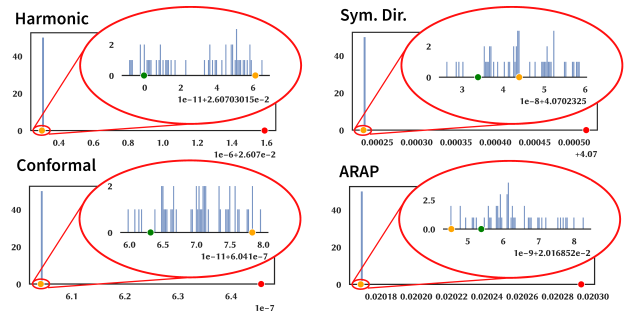 Harmonic
40
20
0
2
0
0 2 4 6
1e−11+2.60703015e−2
0.4 0.6 0.8 1.0 1.2 1.4 1.6
1e−6+2.607e−2
Sym. Dir.
40
20
0
2
0
3 4 5 6
1e−8+4.0702325
0.00025 0.00030 0.00035 0.00040 0.00045 0.00050
+4.07
Conformal
40
20
0
2
0
6.0 6.5 7.0 7.5 8.0
1e−11+6.041e−7
6.1 6.2 6.3 6.4
1e−7
ARAP
40
20
0
2.5
0.0
5 6 7 8
1e−9+2.016852e−2
0.02018 0.02020 0.02022 0.02024 0.02026 0.02028 0.02030